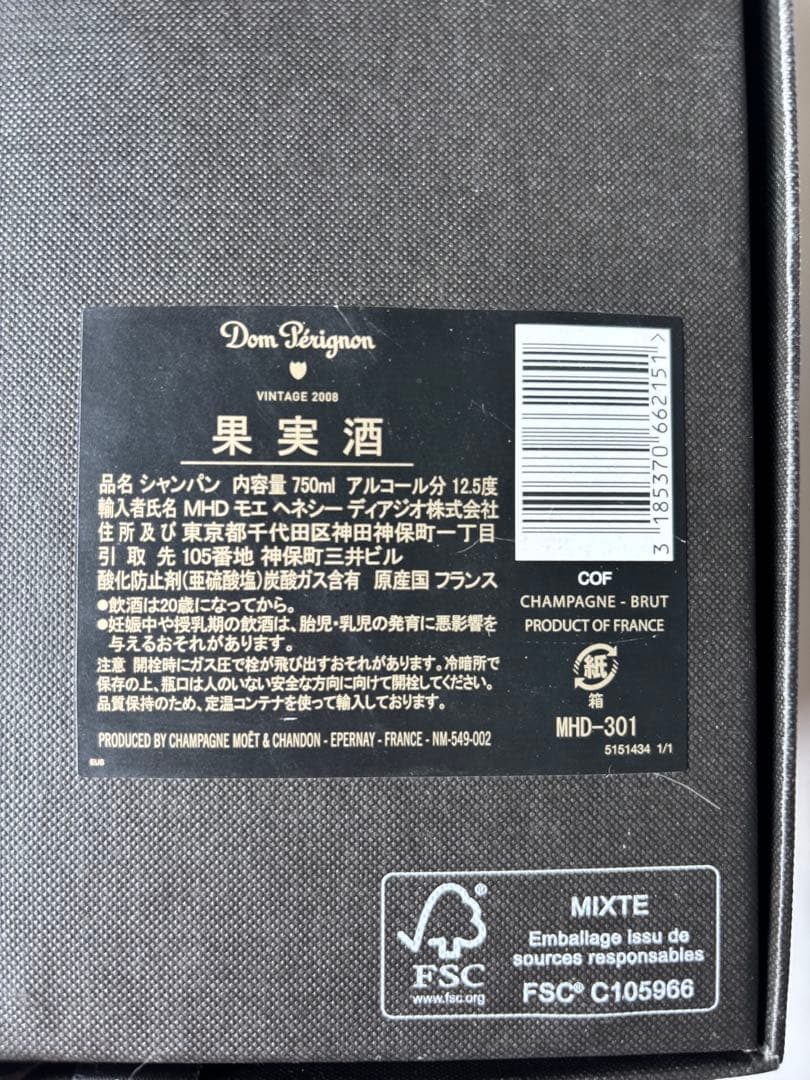 Dom Pérignon
VINTAGE 2008
果実酒
品名 シャンパン 内容量 750ml アルコール分 12.5度
輸入者氏名 MHD モエ ヘネシー ディアジオ株式会社
住所及び 東京都千代田区神田神保町一丁目
引取先 105番地 神保町三井ビル
酸化防止剤(亜硫酸塩)炭酸ガス含有 原産国 フランス
●飲酒は20歳になってから。
●妊娠中や授乳期の飲酒は、胎児・乳児の発育に悪影響を
与えるおそれがあります。
注意 開栓時にガス圧で栓が飛び出すおそれがあります。冷暗所で
保存の上、瓶口は人のいない安全な方向に向けて開栓してください。
品質保持のため、定温コンテナを使って輸入しております。
PRODUCED BY CHAMPAGNE MOËT & CHANDON - EPERNAY - FRANCE - NM-549-002
3 185370 662151 >
COF
CHAMPAGNE - BRUT
PRODUCT OF FRANCE
紙
箱
MHD-301
5151434 1/1
FSC®
www.fsc.org
MIXTE
Emballage issu de
sources responsables
FSC® C105966